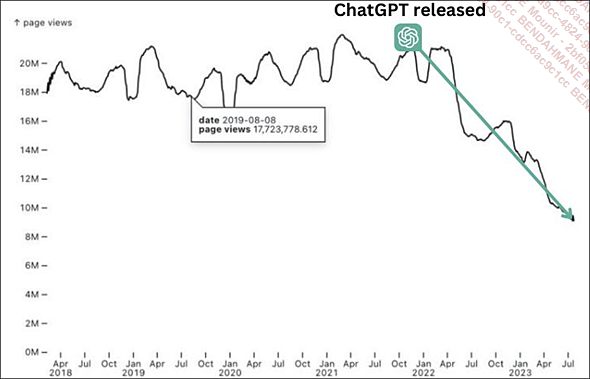 ChatGPT released
↑ page views
20M
18M
16M
14M
12M
10M
8M
6M
4M
2M
0M
date 2019-08-08
page views 17,723,778.612
Apr Jul Oct Jan Apr Jul Oct Jan Apr Jul Oct Jan Apr Jul Oct Jan Apr Jul Oct Jan Apr Jul
2018 2019 2020 2021 2022 2023
BENDAHMANE Mounir